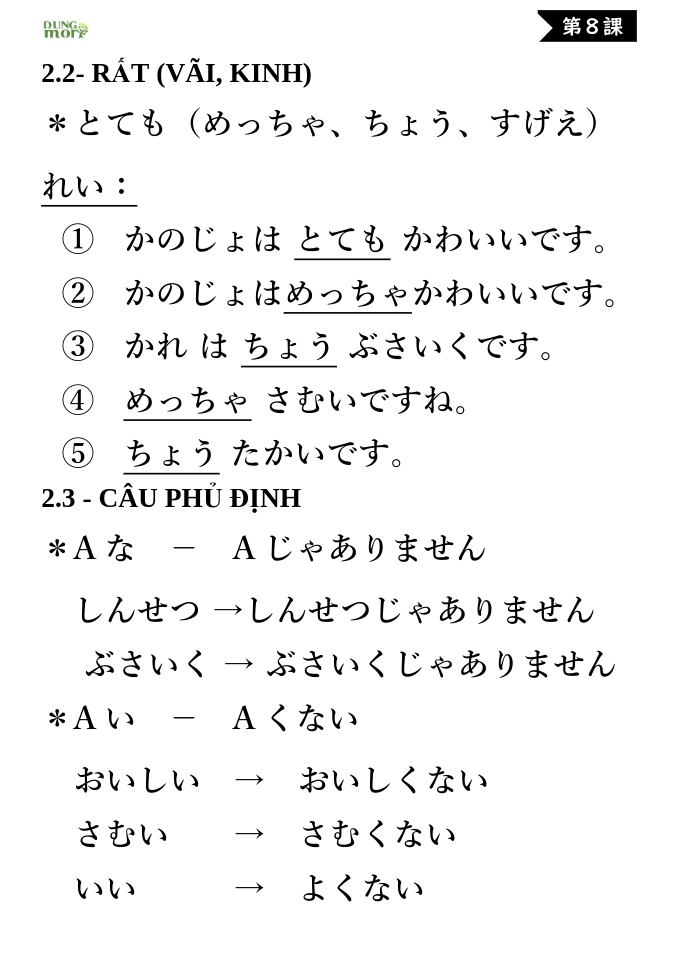 DUNG
mori
第８課
2.2- RẤT (VÃI, KINH)
＊とても（めっちゃ、ちょう、すげえ）
れい：
① かのじょは とても かわいいです。
② かのじょはめっちゃかわいいです。
③ かれ は ちょう ぶさいくです。
④ めっちゃ さむいですね。
⑤ ちょう たかいです。
2.3 - CÂU PHỦ ĐỊNH
＊A な － A じゃありません
しんせつ →しんせつじゃありません
ぶさいく → ぶさいくじゃありません
＊A い － A くない
おいしい → おいしくない
さむい → さむくない
いい → よくない